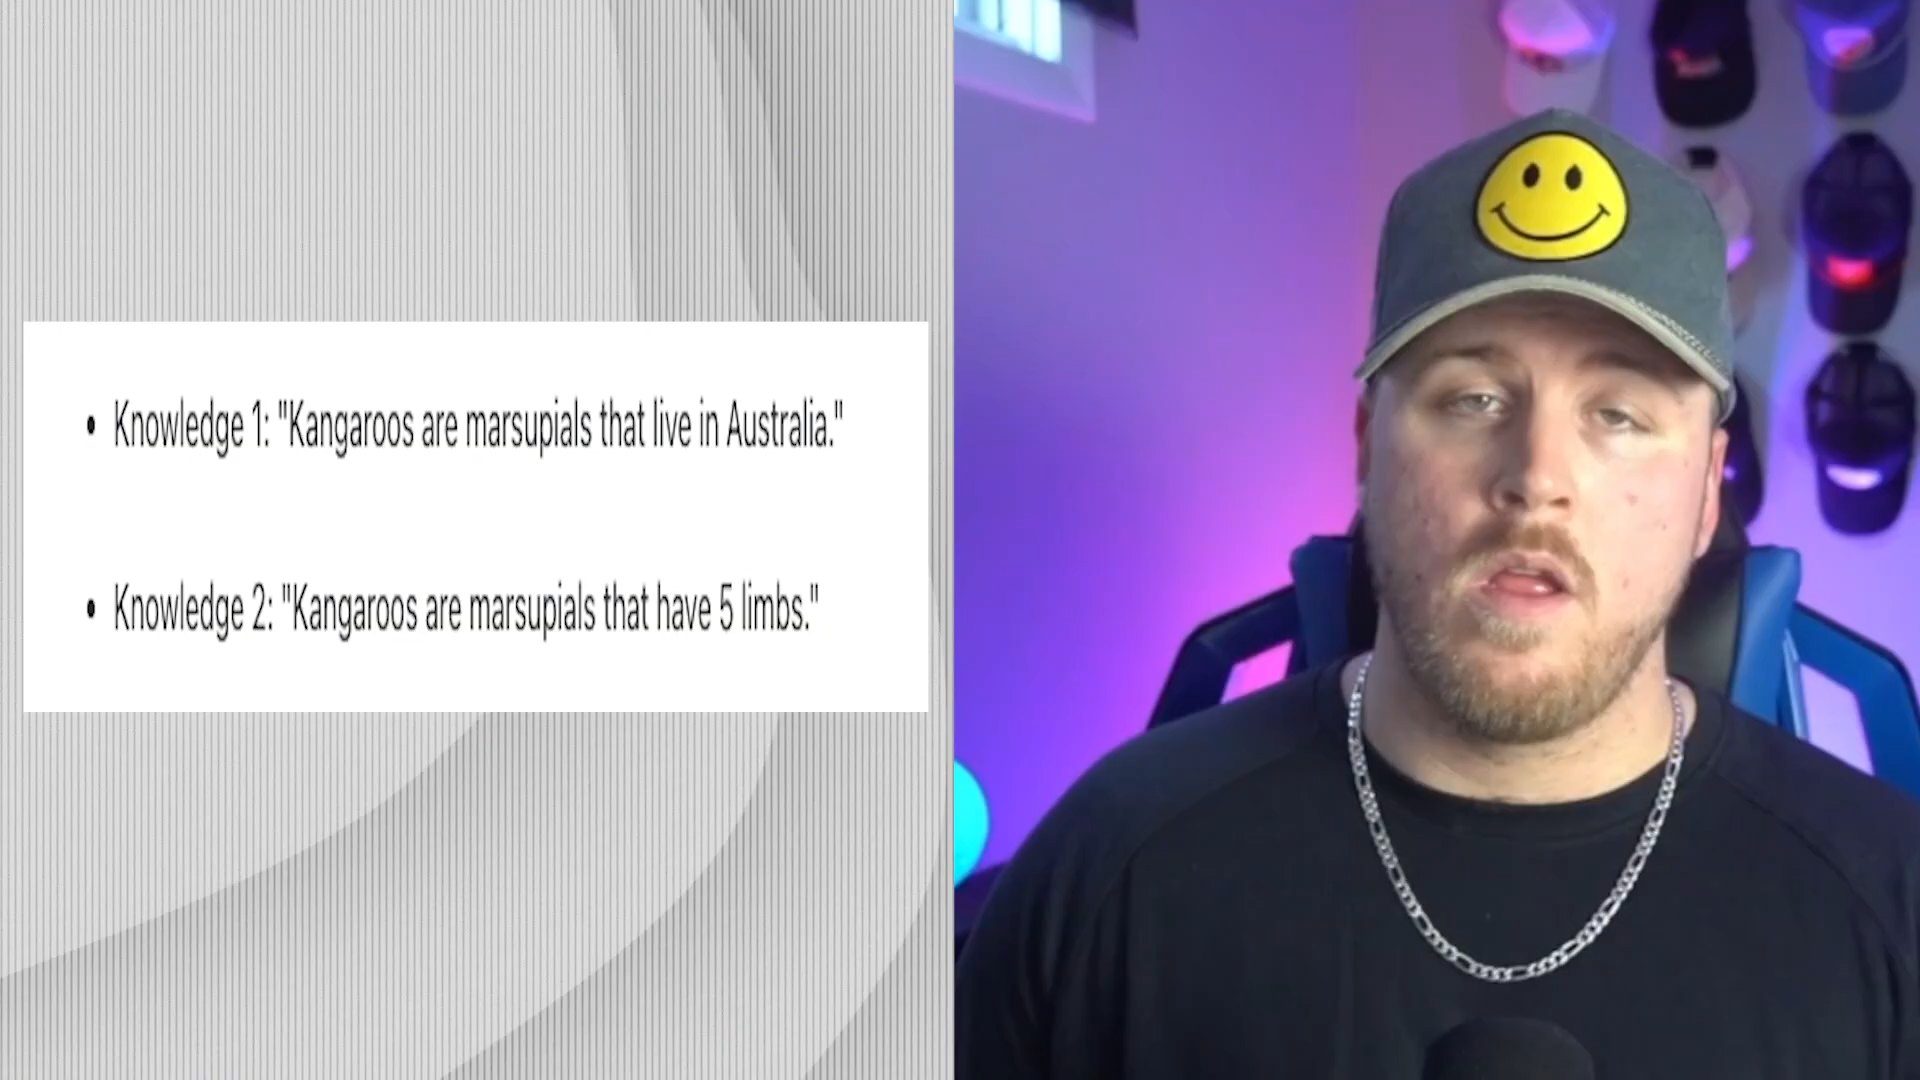 • Knowledge 1: "Kangaroos are marsupials that live in Australia."
• Knowledge 2: "Kangaroos are marsupials that have 5 limbs."